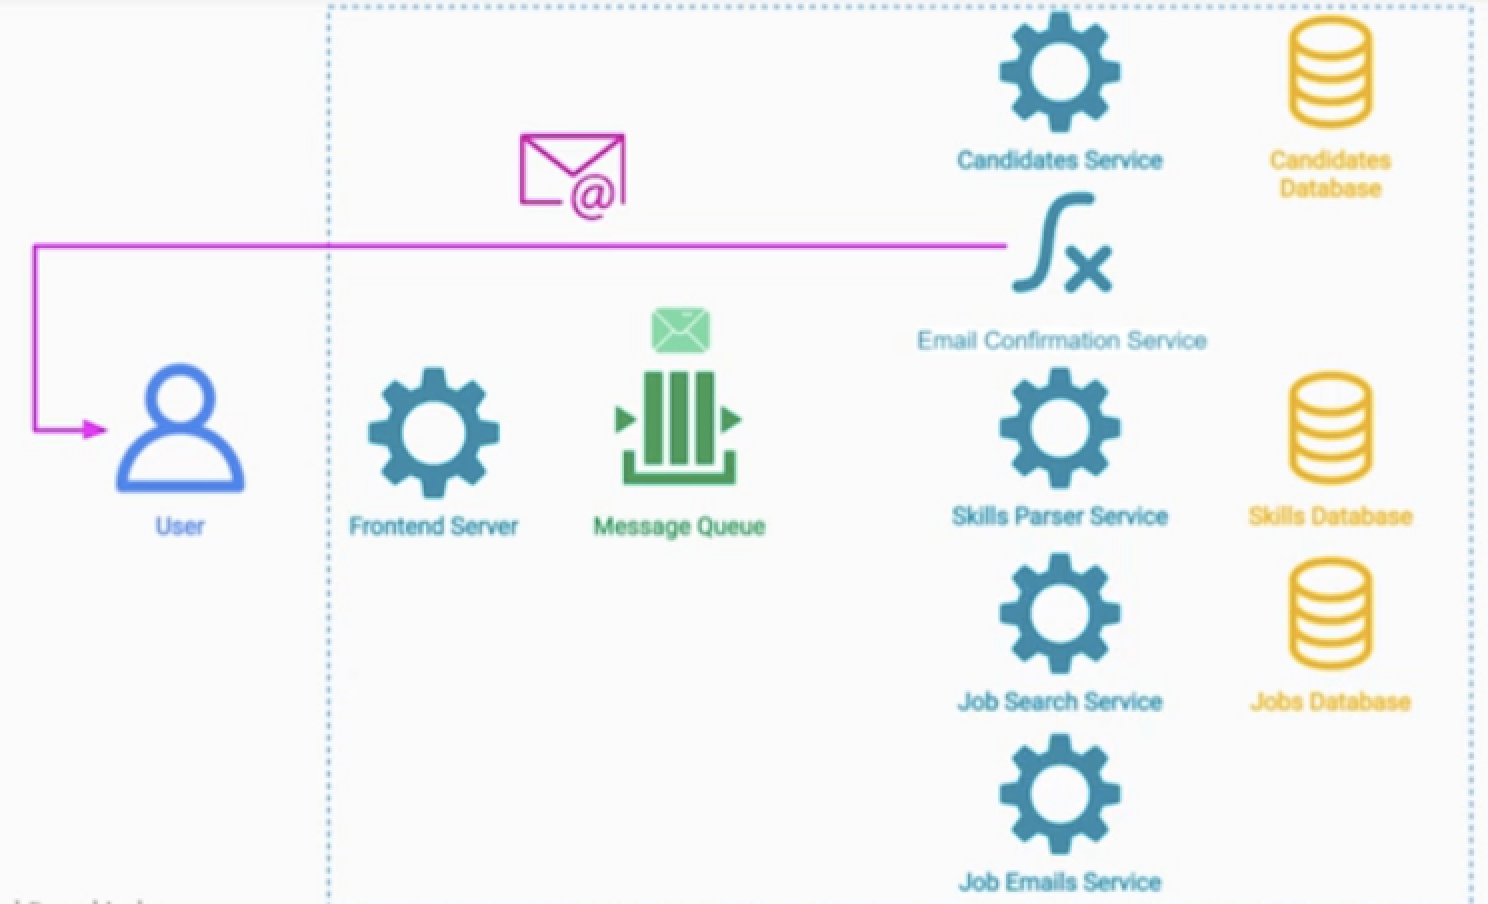 Candidates Service
Candidates
Database
@
Email Confirmation Service
User
Frontend Server
Message Queue
Skills Parser Service
Skills Database
Job Search Service
Jobs Database
Job Emails Service